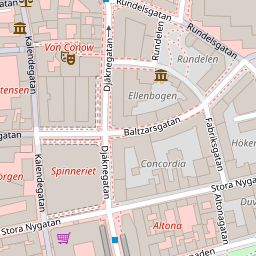 Rundelsgatan
Rundelsgatan
Kalendegatan
Von Conow
Djäknegatan
Rundelen
Rundelen
Ellenbogen
Baltzarsgatan
Fabriksgatan
Kalendegatan
Djäknegatan
Spinneriet
Concordia
Stora Nygatan
Stora Nygatan
Altona
Altonagatan